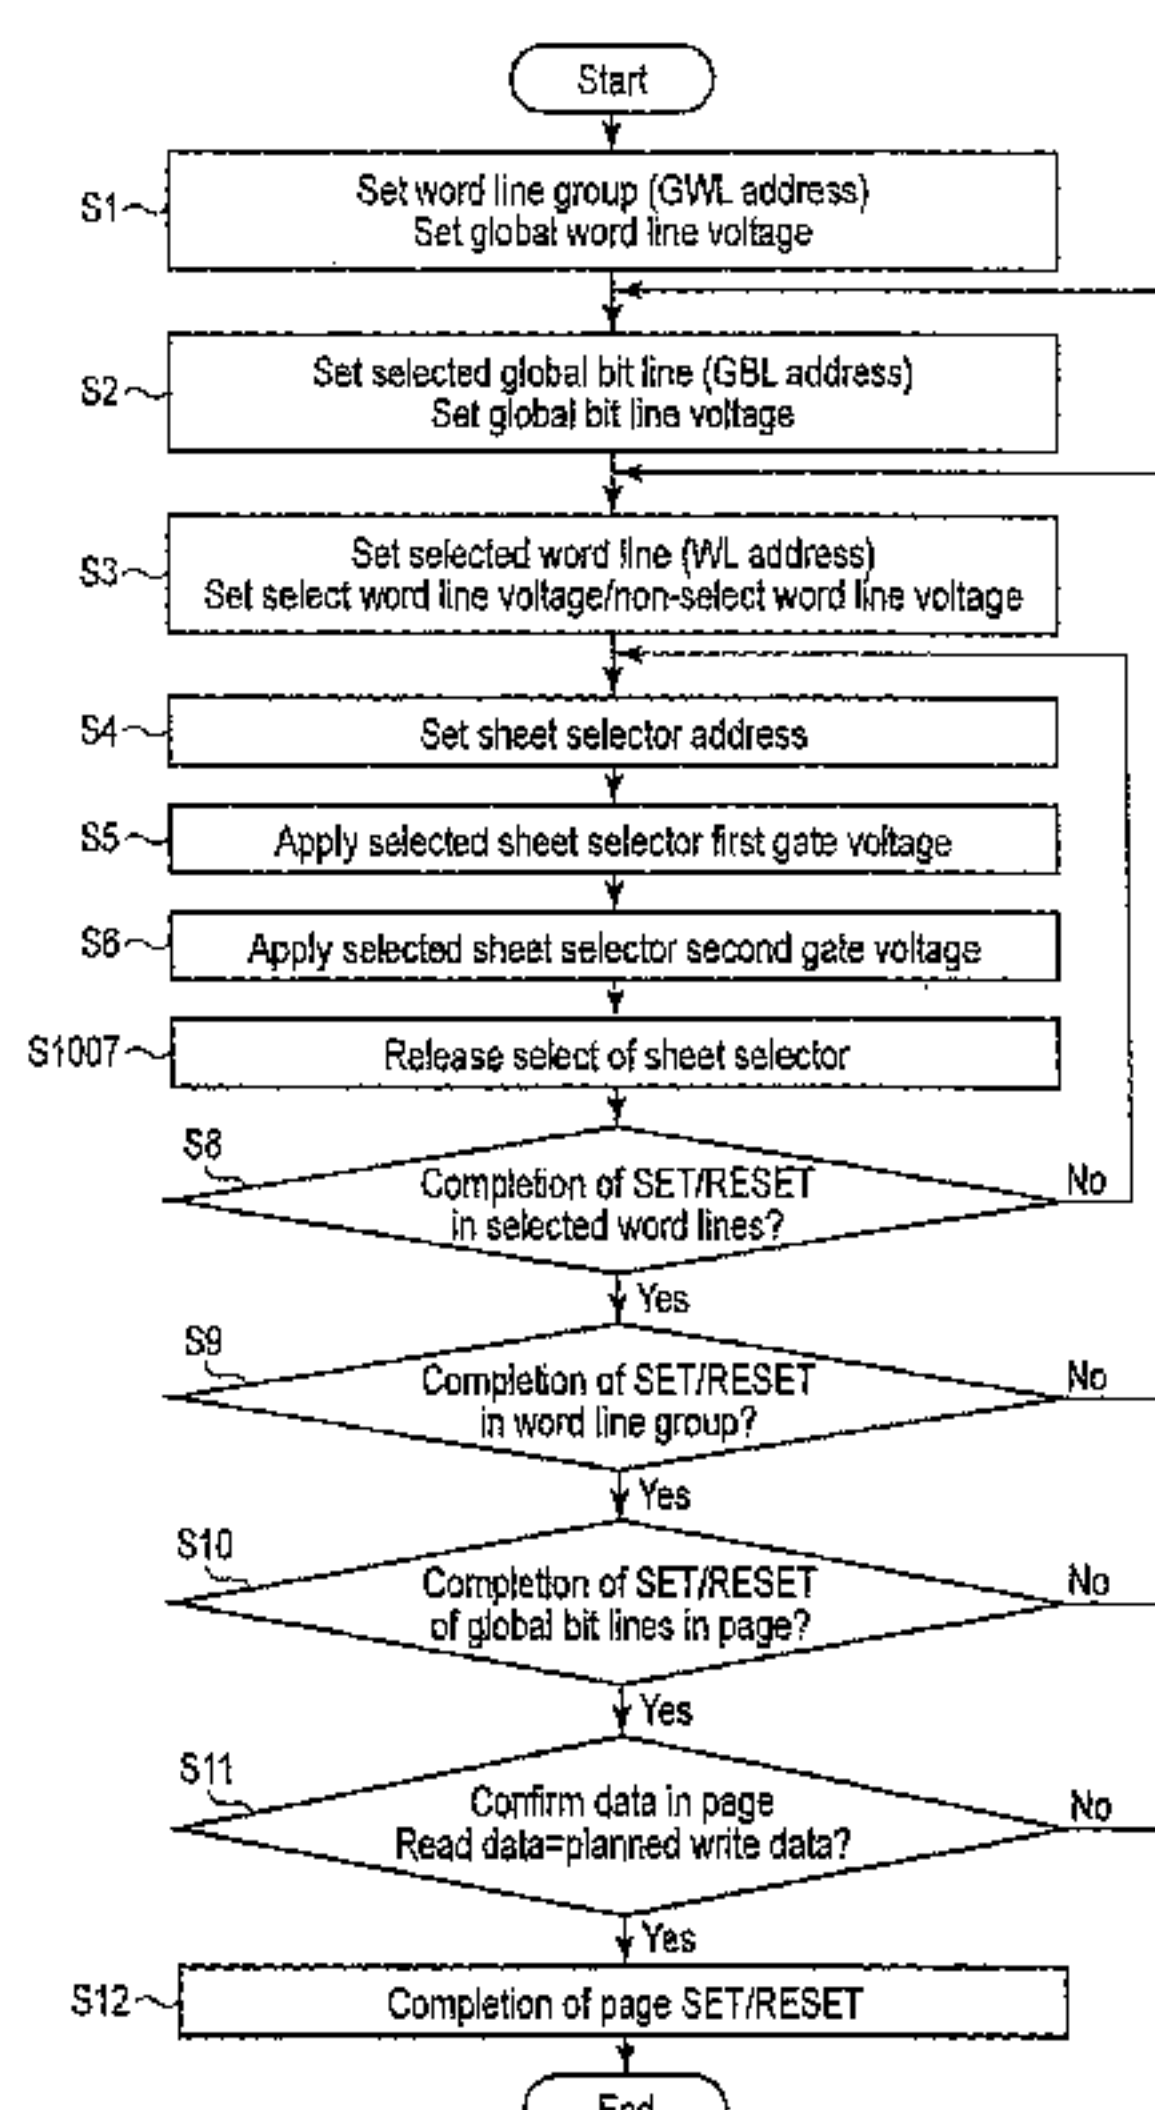 Start
S1
Set word line group (GWL address)
Set global word line voltage
S2
Set selected global bit line (GBL address)
Set global bit line voltage
S3
Set selected word line (WL address)
Set select word line voltage/non-select word line voltage
S4
Set sheet selector address
S5
Apply selected sheet selector first gate voltage
S6
Apply selected sheet selector second gate voltage
S1007
Release select of sheet selector
S8
Completion of SET/RESET
in selected word lines?
No
Yes
S9
Completion of SET/RESET
in word line group?
No
Yes
S10
Completion of SET/RESET
of global bit lines in page?
No
Yes
S11
Confirm data in page
Read data=planned write data?
No
Yes
S12
Completion of page SET/RESET
End